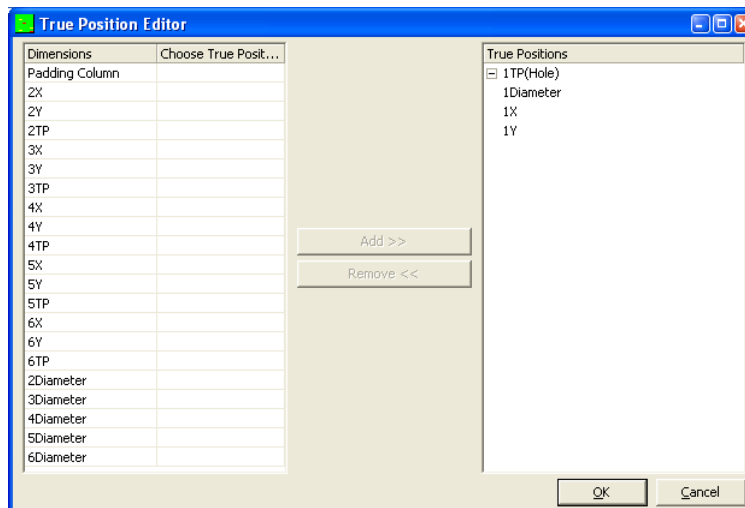 True Position Editor
Dimensions Choose True Posit...
Padding Column
2X
2Y
2TP
3X
3Y
3TP
4X
4Y
4TP
5X
5Y
5TP
6X
6Y
6TP
2Diameter
3Diameter
4Diameter
5Diameter
6Diameter
Add >>
Remove <<
True Positions
1TP(Hole)
1Diameter
1X
1Y
OK Cancel